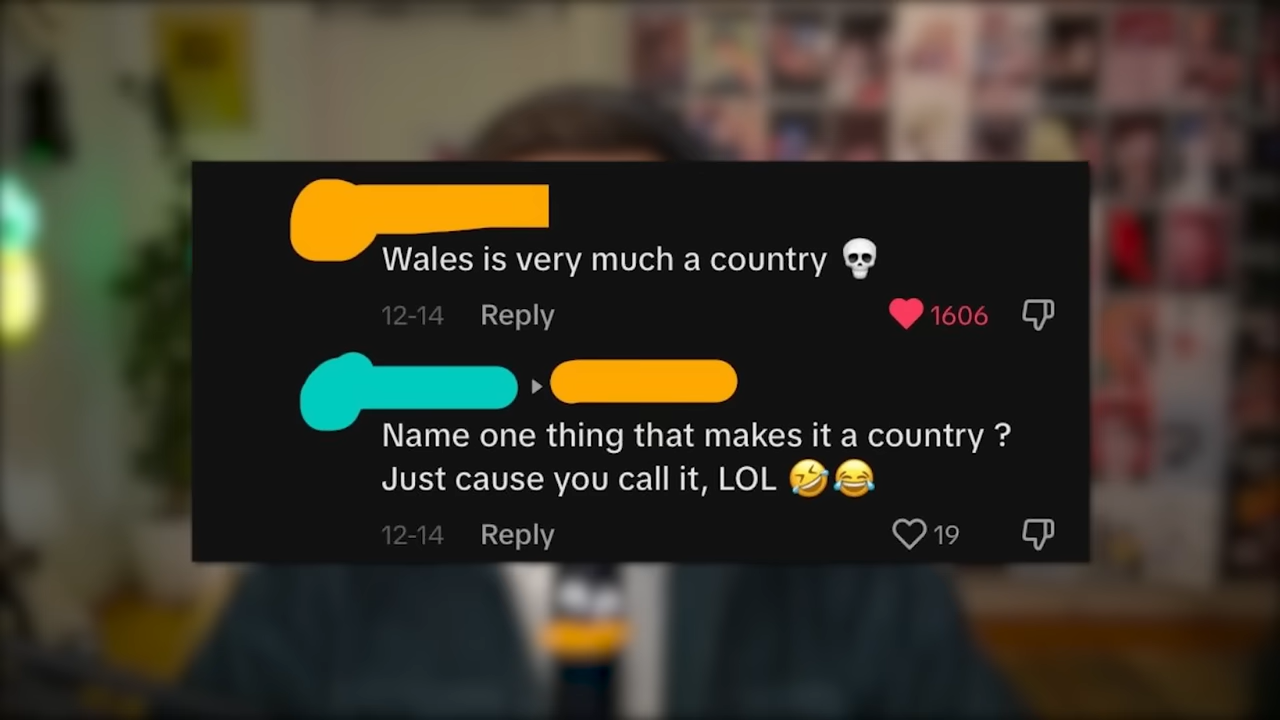 Wales is very much a country 💀
12-14 Reply 1606
Name one thing that makes it a country ?
Just cause you call it, LOL 🤣😂
12-14 Reply 19